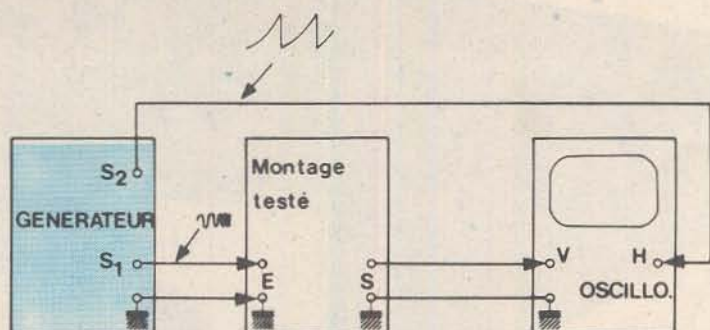 S2
GENERATEUR
S1
Montage
testé
E
S
V
H
OSCILLO.